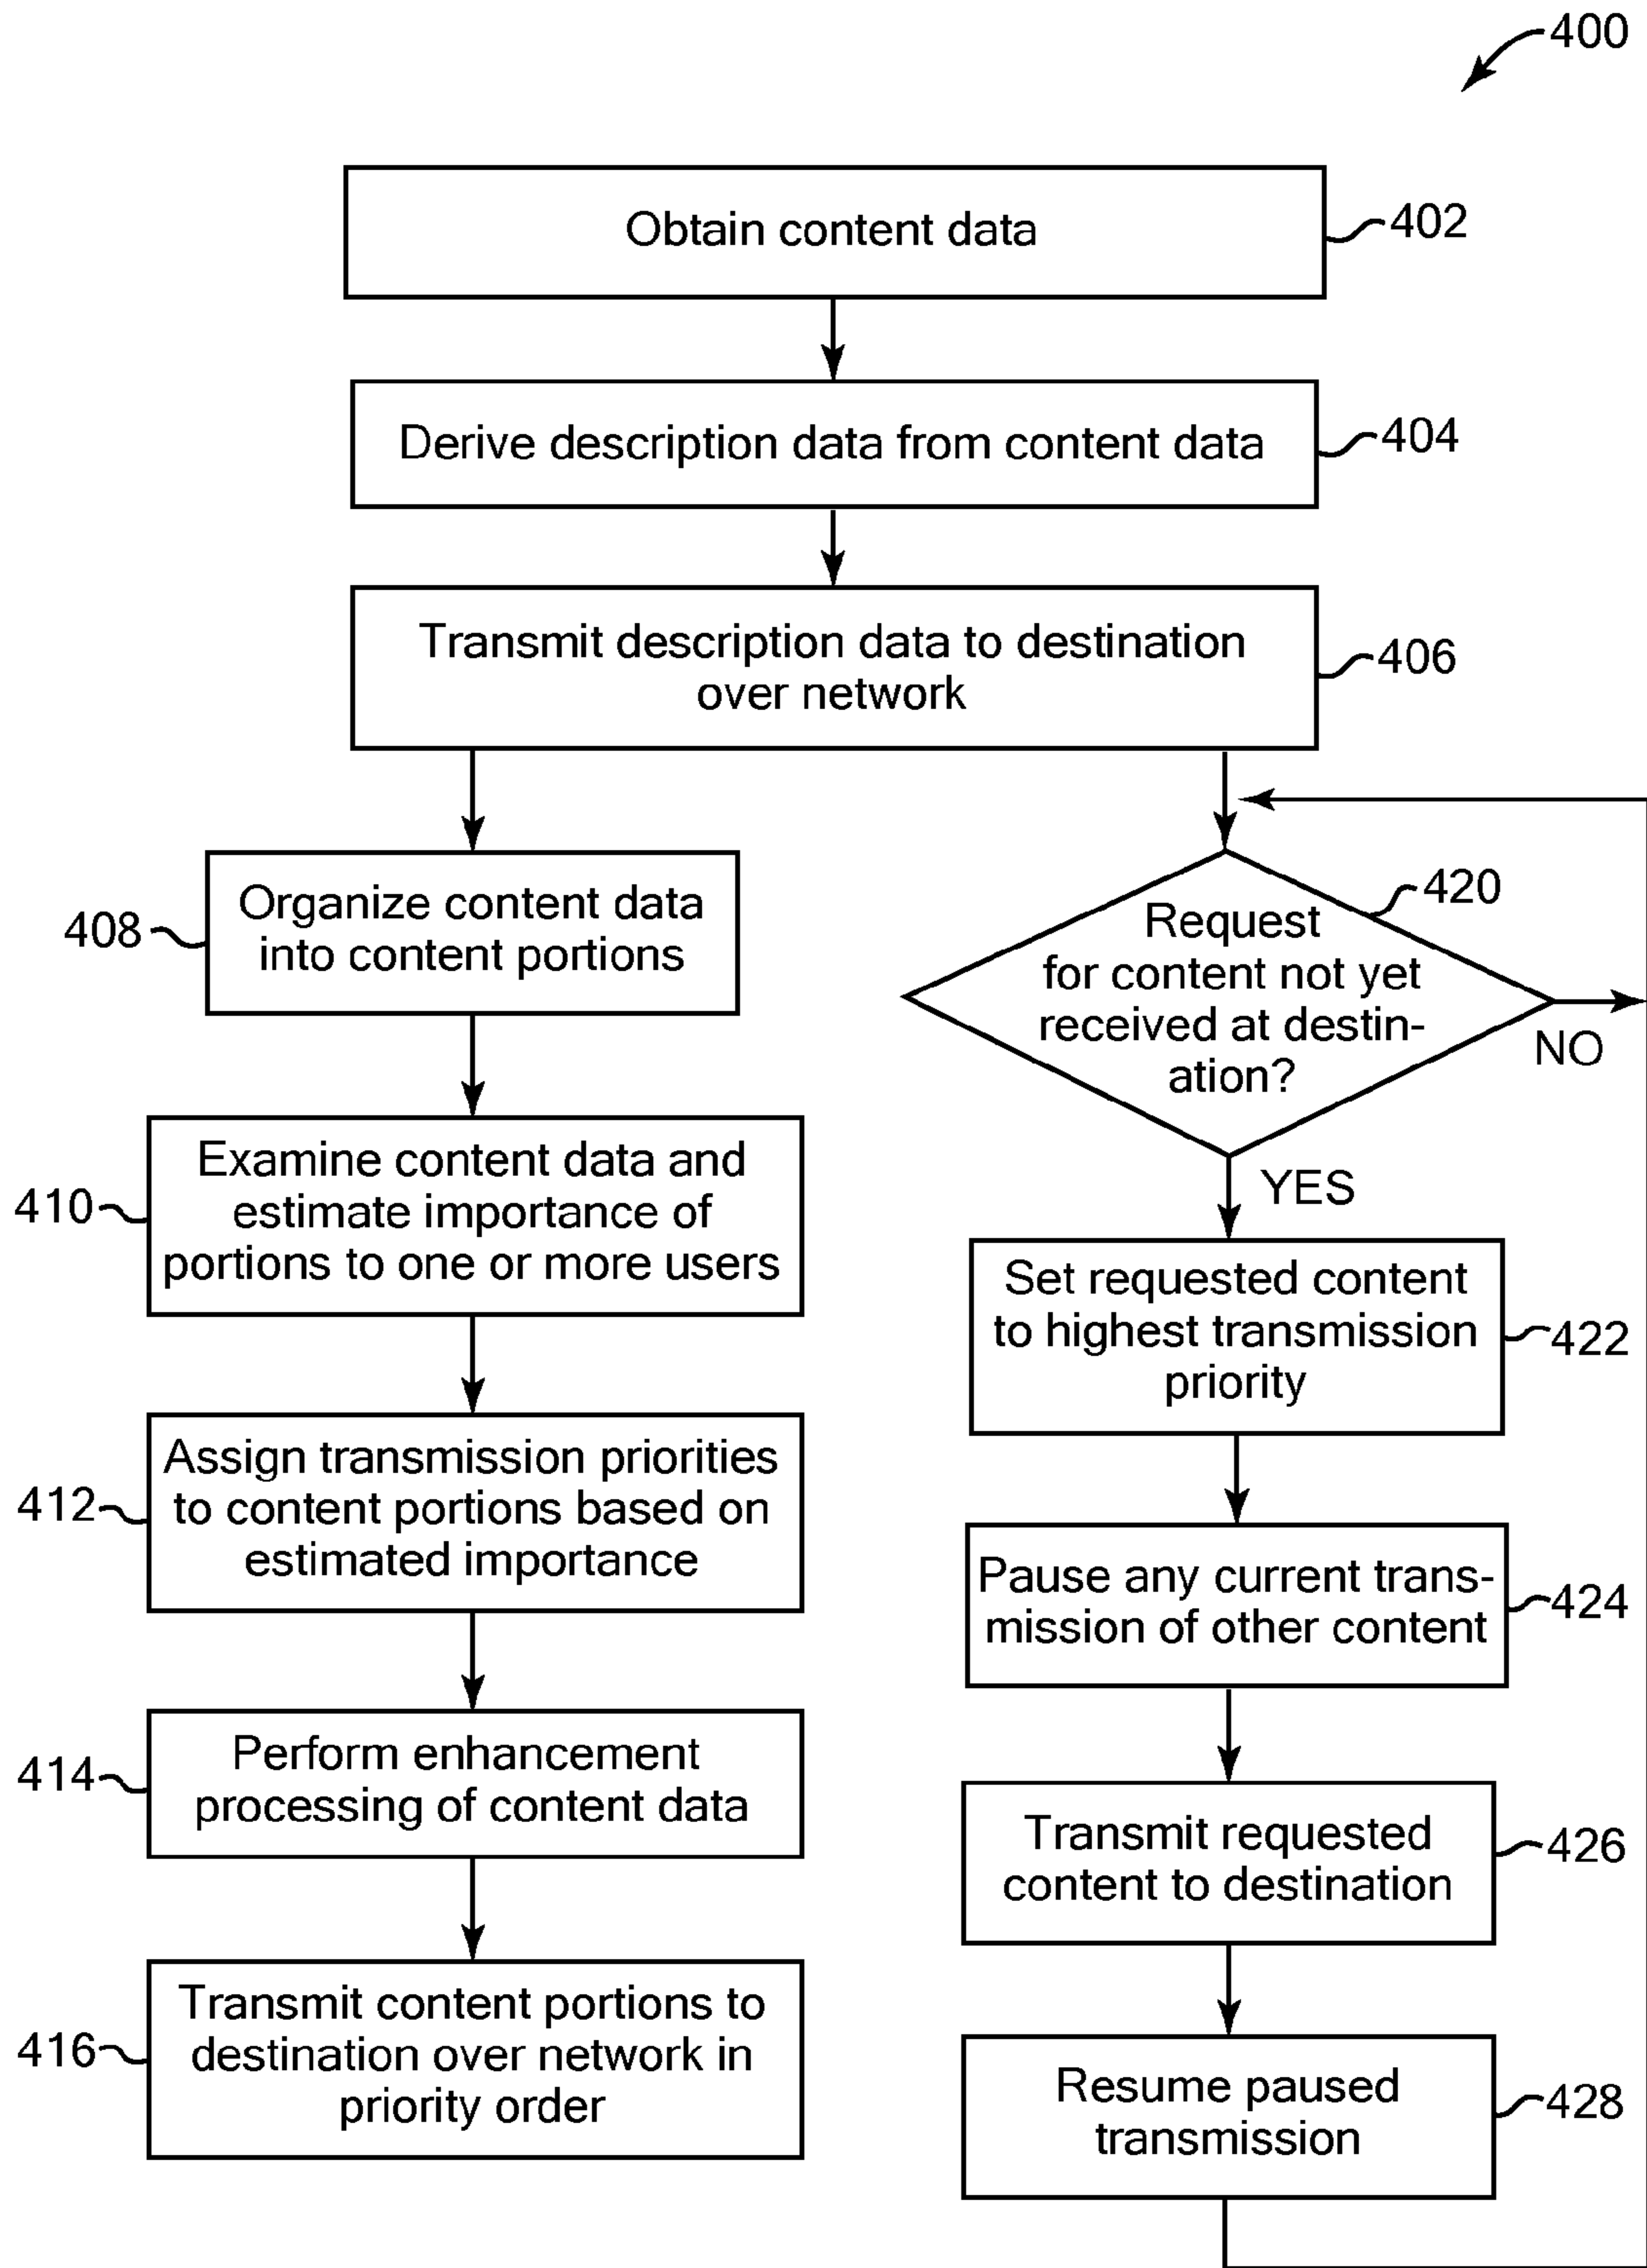 400
Obtain content data
402
Derive description data from content data
404
Transmit description data to destination
over network
406
Organize content data
into content portions
408
Examine content data and
estimate importance of
portions to one or more users
410
Assign transmission priorities
to content portions based on
estimated importance
412
Perform enhancement
processing of content data
414
Transmit content portions to
destination over network in
priority order
416
Request
for content not yet
received at destin-
ation?
420
NO
YES
Set requested content
to highest transmission
priority
422
Pause any current trans-
mission of other content
424
Transmit requested
content to destination
426
Resume paused
transmission
428